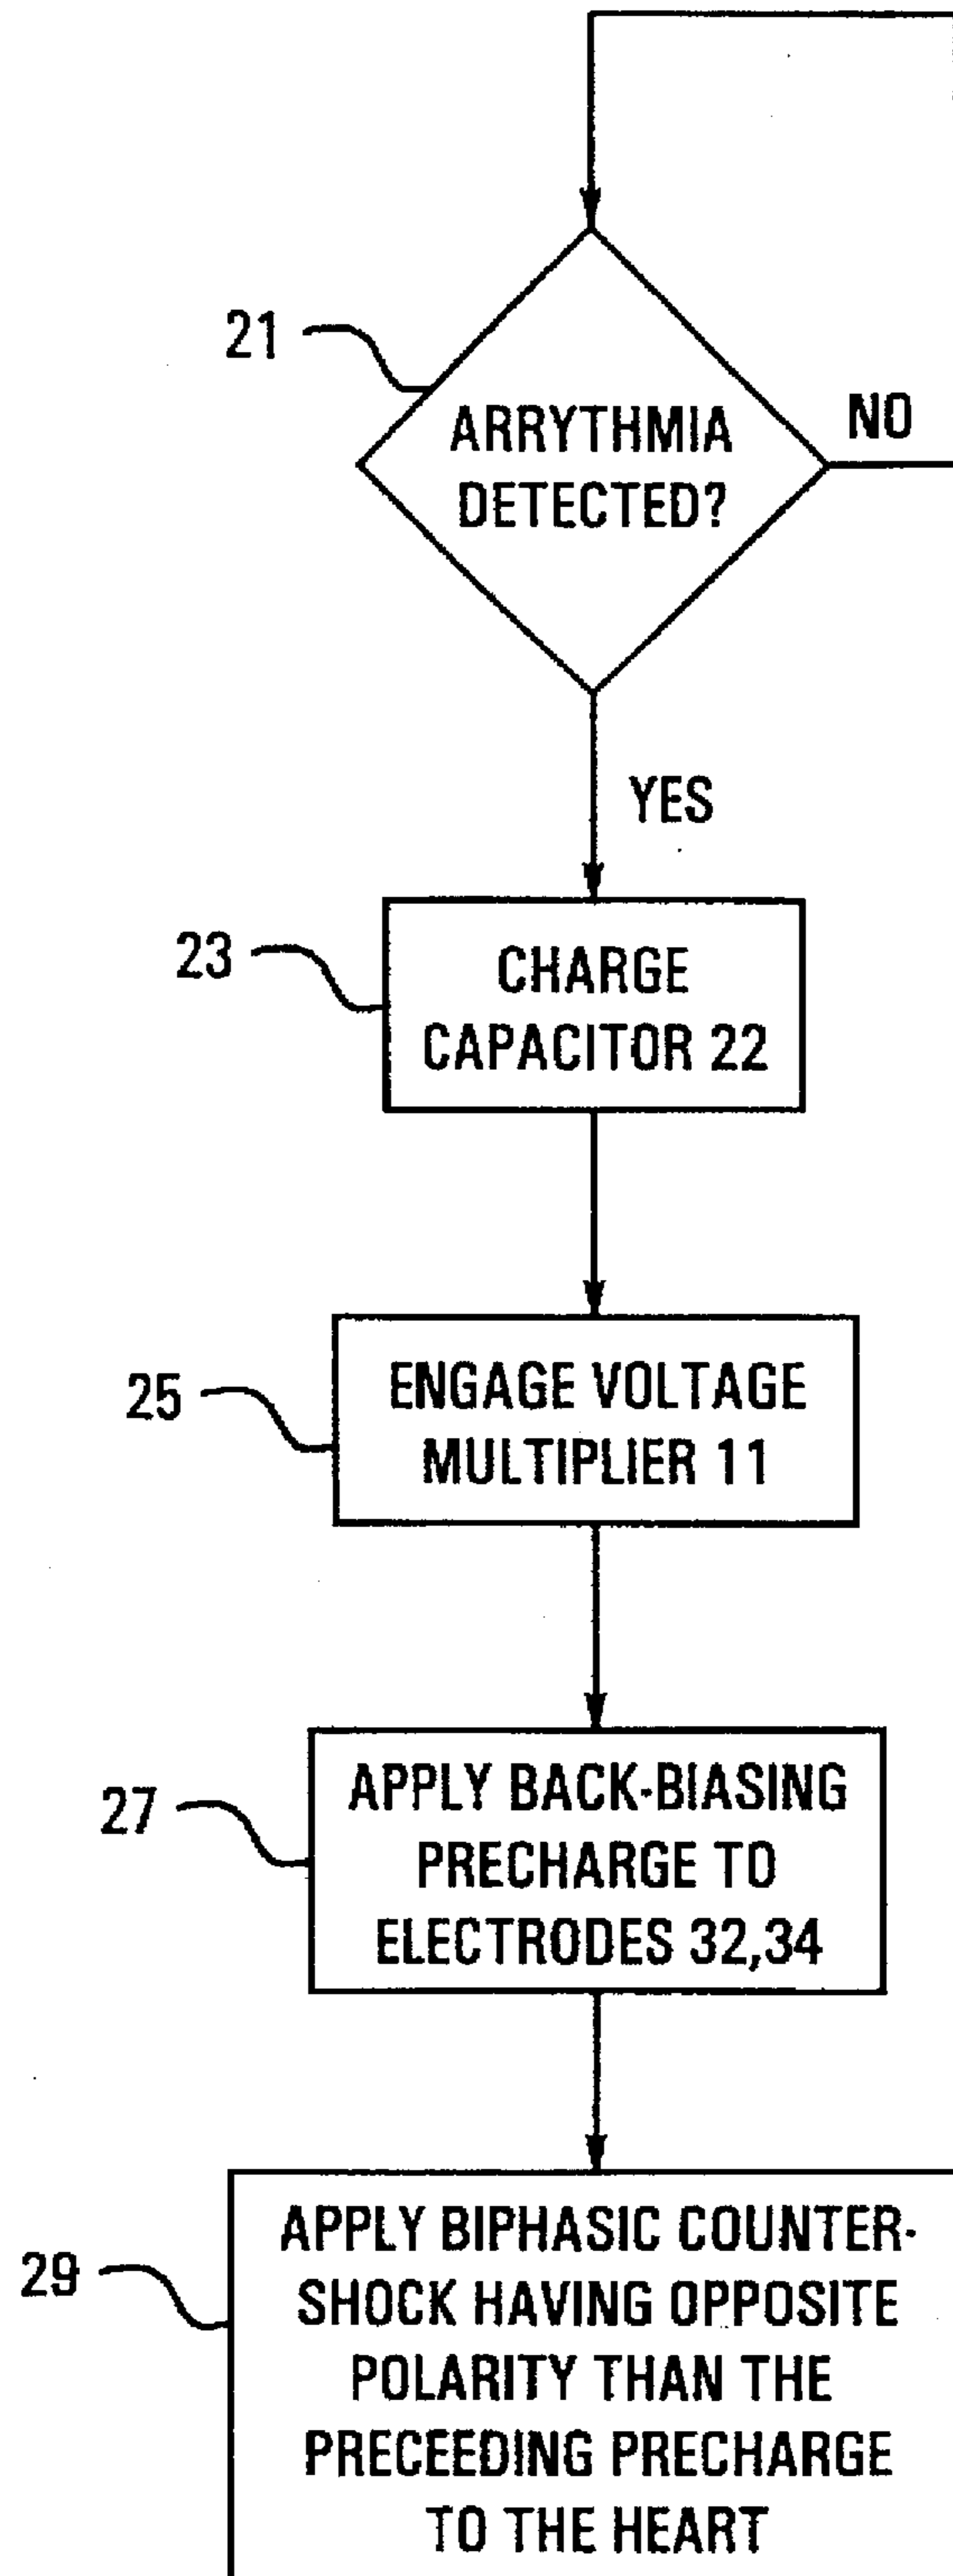 21
ARRYTHMIA
DETECTED?
NO
YES
23
CHARGE
CAPACITOR 22
25
ENGAGE VOLTAGE
MULTIPLIER 11
27
APPLY BACK-BIASING
PRECHARGE TO
ELECTRODES 32,34
29
APPLY BIPHASIC COUNTER-
SHOCK HAVING OPPOSITE
POLARITY THAN THE
PRECEEDING PRECHARGE
TO THE HEART